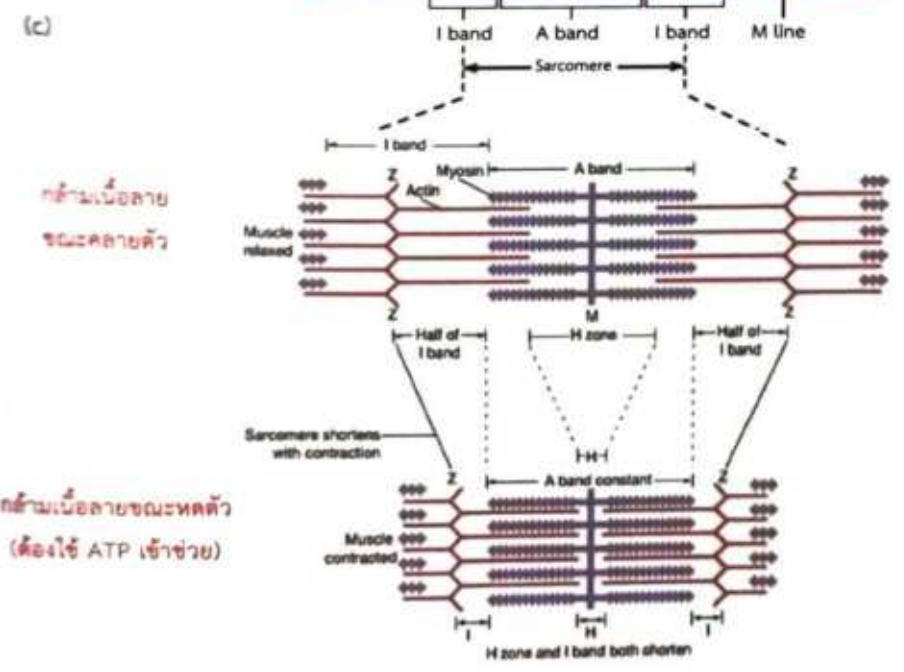 (c)
I band
A band
I band
M line
Sarcomere
I band
Z
Myosin
A band
Z
Actin
กล้ามเนื้อลาย
ขณะคลายตัว
Muscle
relaxed
Z
M
Z
Half of
I band
H zone
Half of
I band
Sarcomere shortens
with contraction
H
Z
A band constant
Z
กล้ามเนื้อลายขณะหดตัว
(ต้องใช้ ATP เข้าช่วย)
Muscle
contracted
I
H
I
H zone and I band both shorten